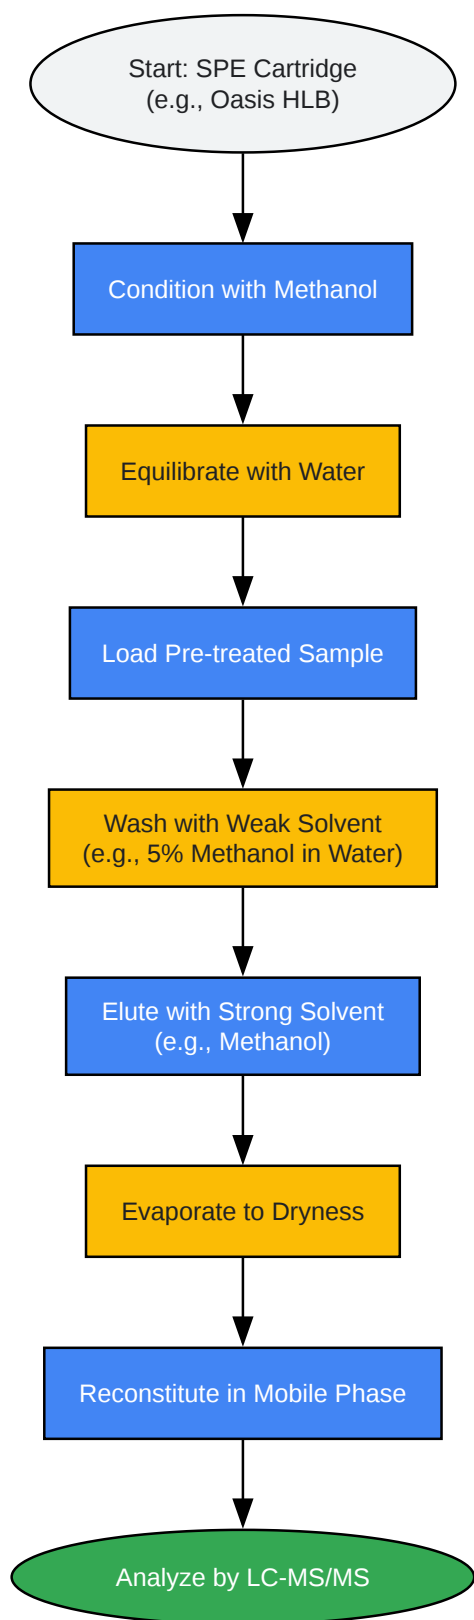 Start: SPE Cartridge
(e.g., Oasis HLB)
Condition with Methanol
Equilibrate with Water
Load Pre-treated Sample
Wash with Weak Solvent
(e.g., 5% Methanol in Water)
Elute with Strong Solvent
(e.g., Methanol)
Evaporate to Dryness
Reconstitute in Mobile Phase
Analyze by LC-MS/MS